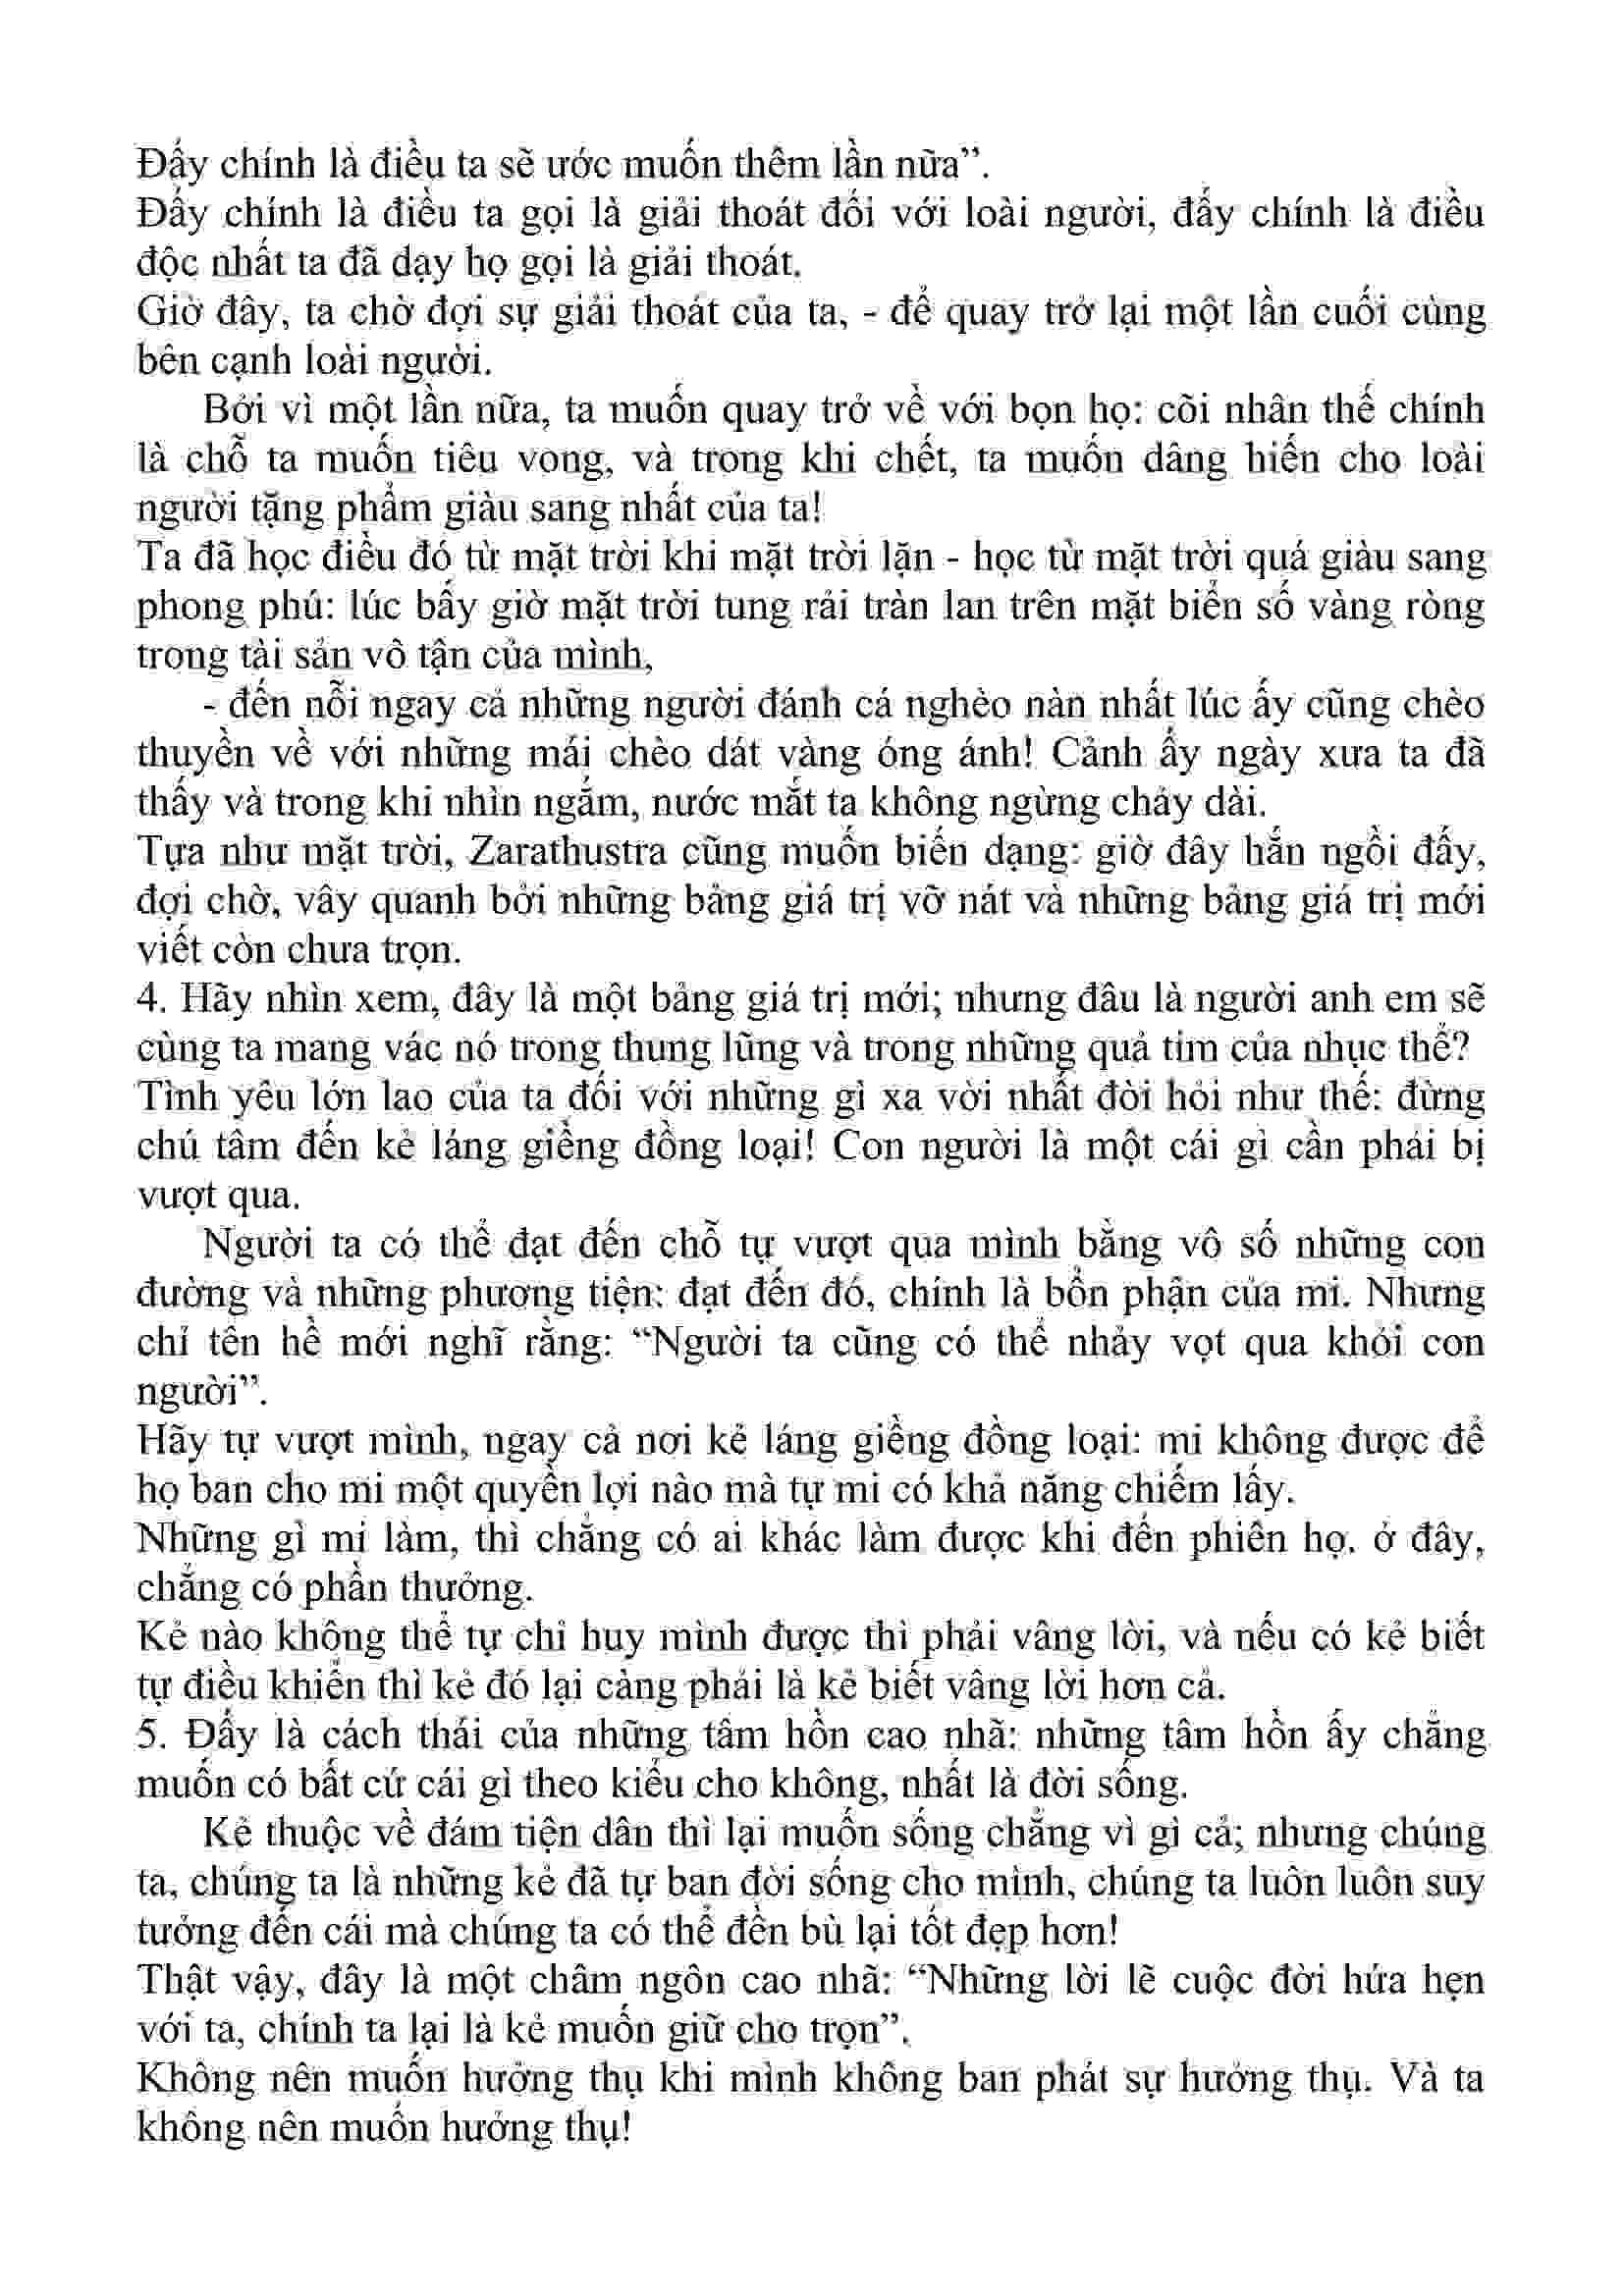 Đấy chính là điều ta sẽ ước muốn thêm lần nữa”.
Đấy chính là điều ta gọi là giải thoát đối với loài người, đấy chính là điều
độc nhất ta đã dạy họ gọi là giải thoát.
Giờ đây, ta chờ đợi sự giải thoát của ta, - để quay trở lại một lần cuối cùng
bên cạnh loài người.
Bởi vì một lần nữa, ta muốn quay trở về với bọn họ: cõi nhân thế chính
là chỗ ta muốn tiêu vong, và trong khi chết, ta muốn dâng hiến cho loài
người tặng phẩm giàu sang nhất của ta!
Ta đã học điều đó từ mặt trời khi mặt trời lặn - học từ mặt trời quá giàu sang
phong phú: lúc bấy giờ mặt trời tung rải tràn lan trên mặt biển số vàng ròng
trong tài sản vô tận của mình,
- đến nỗi ngay cả những người đánh cá nghèo nàn nhất lúc ấy cũng chèo
thuyền về với những mái chèo dát vàng óng ánh! Cảnh ấy ngày xưa ta đã
thấy và trong khi nhìn ngắm, nước mắt ta không ngừng chảy dài.
Tựa như mặt trời, Zarathustra cũng muốn biến dạng: giờ đây hắn ngồi đấy,
đợi chờ, vây quanh bởi những bảng giá trị vỡ nát và những bảng giá trị mới
viết còn chưa trọn.
4. Hãy nhìn xem, đây là một bảng giá trị mới; nhưng đâu là người anh em sẽ
cùng ta mang vác nó trong thung lũng và trong những quả tim của nhục thể?
Tình yêu lớn lao của ta đối với những gì xa vời nhất đòi hỏi như thế: đừng
chú tâm đến kẻ láng giềng đồng loại! Con người là một cái gì cần phải bị
vượt qua.
Người ta có thể đạt đến chỗ tự vượt qua mình bằng vô số những con
đường và những phương tiện: đạt đến đó, chính là bổn phận của mi. Nhưng
chỉ tên hề mới nghĩ rằng: “Người ta cũng có thể nhảy vọt qua khỏi con
người”.
Hãy tự vượt mình, ngay cả nơi kẻ láng giềng đồng loại: mi không được để
họ ban cho mi một quyền lợi nào mà tự mi có khả năng chiếm lấy.
Những gì mi làm, thì chẳng có ai khác làm được khi đến phiên họ. ở đây,
chẳng có phần thưởng.
Kẻ nào không thể tự chỉ huy mình được thì phải vâng lời, và nếu có kẻ biết
tự điều khiển thì kẻ đó lại càng phải là kẻ biết vâng lời hơn cả.
5. Đấy là cách thái của những tâm hồn cao nhã: những tâm hồn ấy chẳng
muốn có bất cứ cái gì theo kiểu cho không, nhất là đời sống.
Kẻ thuộc về đám tiện dân thì lại muốn sống chẳng vì gì cả; nhưng chúng
ta, chúng ta là những kẻ đã tự ban đời sống cho mình, chúng ta luôn luôn suy
tưởng đến cái mà chúng ta có thể đền bù lại tốt đẹp hơn!
Thật vậy, đây là một châm ngôn cao nhã: “Những lời lẽ cuộc đời hứa hẹn
với ta, chính ta lại là kẻ muốn giữ cho trọn”.
Không nên muốn hưởng thụ khi mình không ban phát sự hưởng thụ. Và ta
không nên muốn hưởng thụ!